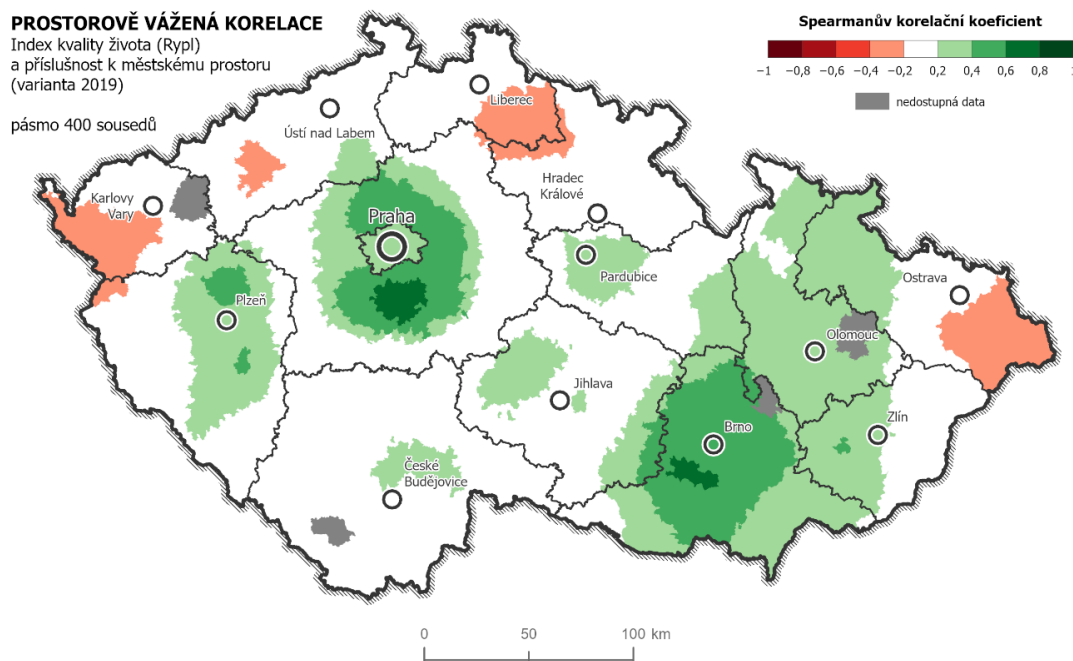 PROSTOROVĚ VÁŽENÁ KORELACE
Index kvality života (Rypl)
a příslušnost k městskému prostoru
(varianta 2019)
pásmo 400 sousedů
Spearmanův korelační koeficient
−1 −0,8 −0,6 −0,4 −0,2 0,2 0,4 0,6 0,8 1
nedostupná data
Liberec
Ústí nad Labem
Karlovy
Vary
Praha
Hradec
Králové
Pardubice
Plzeň
Ostrava
Olomouc
Jihlava
Brno
Zlín
České
Budějovice
0 50 100 km